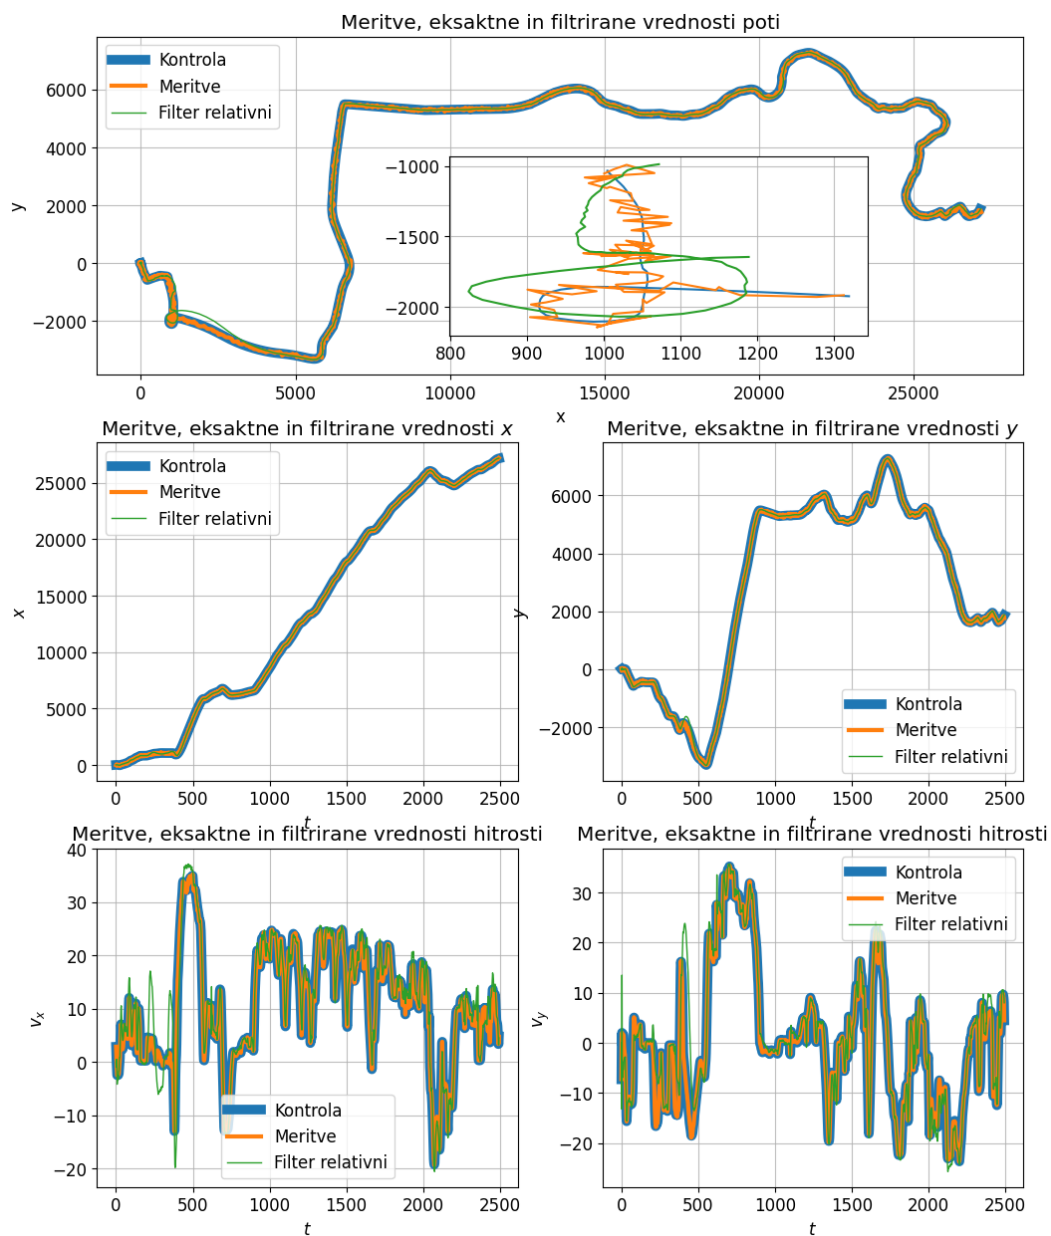 Meritve, eksaktne in filtrirane vrednosti poti
Kontrola
Meritve
Filter relativni
6000
4000
2000
0
−2000
y
−1000
−1500
−2000
800 900 1000 1100 1200 1300
0 5000 10000 15000 20000 25000
x
Meritve, eksaktne in filtrirane vrednosti x
Kontrola
Meritve
Filter relativni
25000
20000
15000
10000
5000
0
x
0 500 1000 1500 2000 2500
t
Meritve, eksaktne in filtrirane vrednosti y
6000
4000
2000
0
−2000
y
Kontrola
Meritve
Filter relativni
0 500 1000 1500 2000 2500
t
Meritve, eksaktne in filtrirane vrednosti hitrosti
40
30
20
10
0
−10
−20
v_x
Kontrola
Meritve
Filter relativni
0 500 1000 1500 2000 2500
t
Meritve, eksaktne in filtrirane vrednosti hitrosti
Kontrola
Meritve
Filter relativni
30
20
10
0
−10
−20
v_y
0 500 1000 1500 2000 2500
t